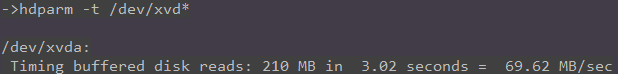 ->hdparm -t /dev/xvd*
/dev/xvda:
Timing buffered disk reads: 210 MB in  3.02 seconds =  69.62 MB/sec